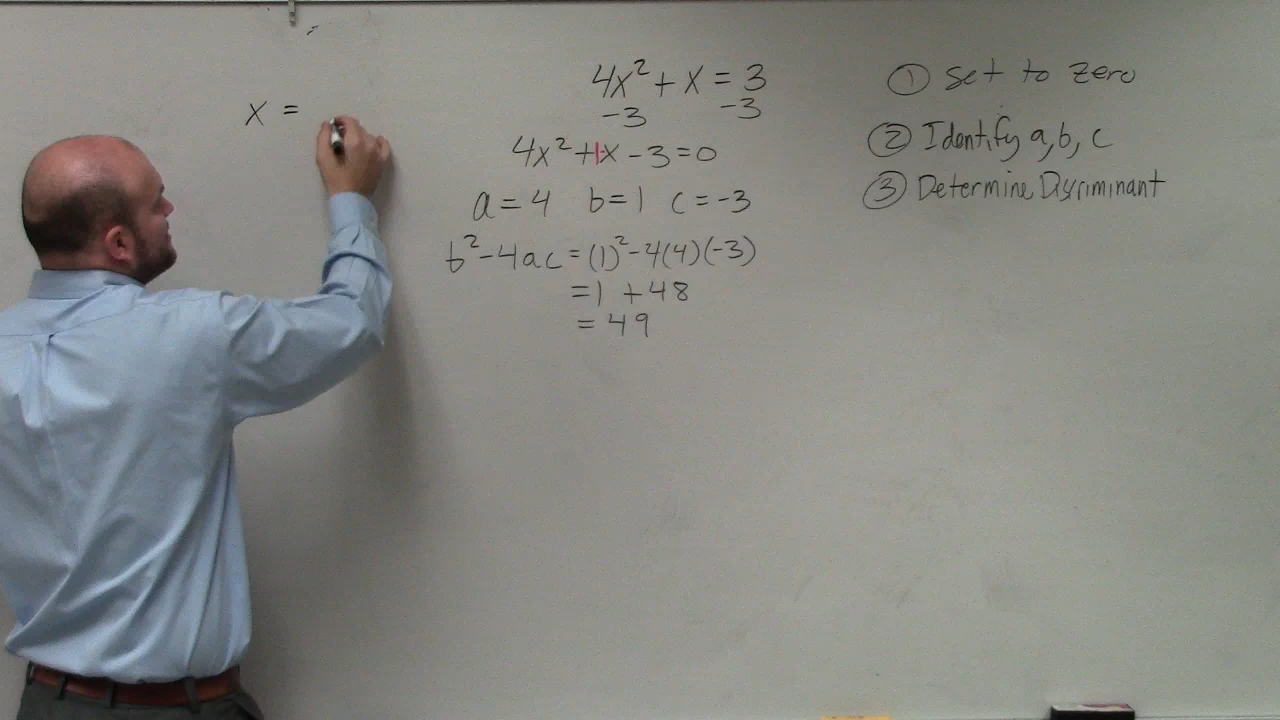 x =
4x² + x = 3
-3 -3
4x² + 1x - 3 = 0
a = 4 b = 1 c = -3
b² - 4ac = (1)² - 4(4)(-3)
= 1 + 48
= 49
① set to zero
② Identify a, b, c
③ Determine Discriminant